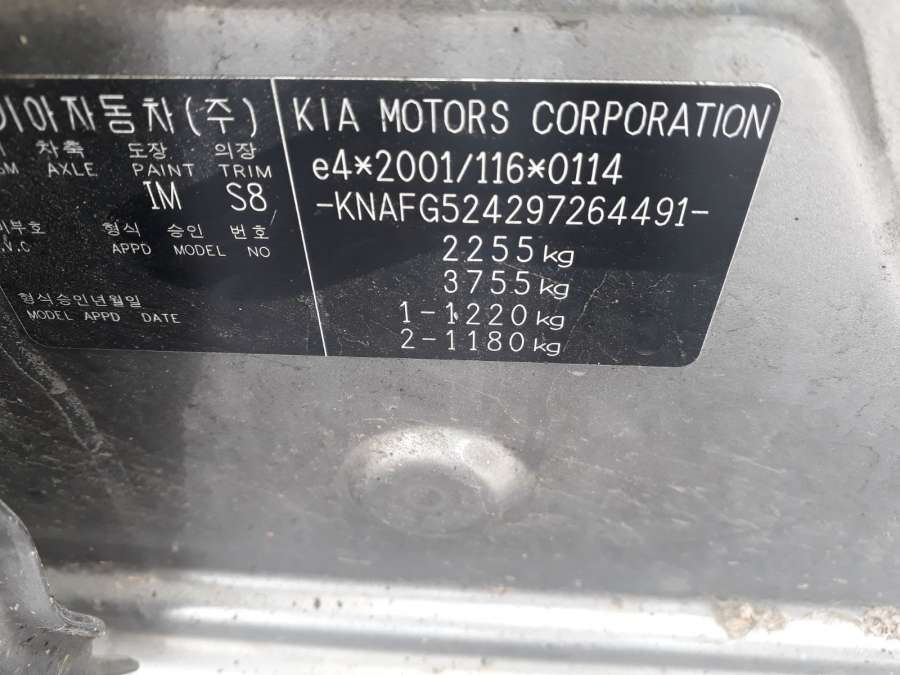 아자동차(주)
차축 도장 의장
AXLE PAINT TRIM
IM S8
형식 승인 번호
APPD MODEL NO
형식승인년월일
MODEL APPD DATE
KIA MOTORS CORPORATION
e4*2001/116*0114
-KNAFG524297264491-
2255kg
3755kg
1-1220kg
2-1180kg